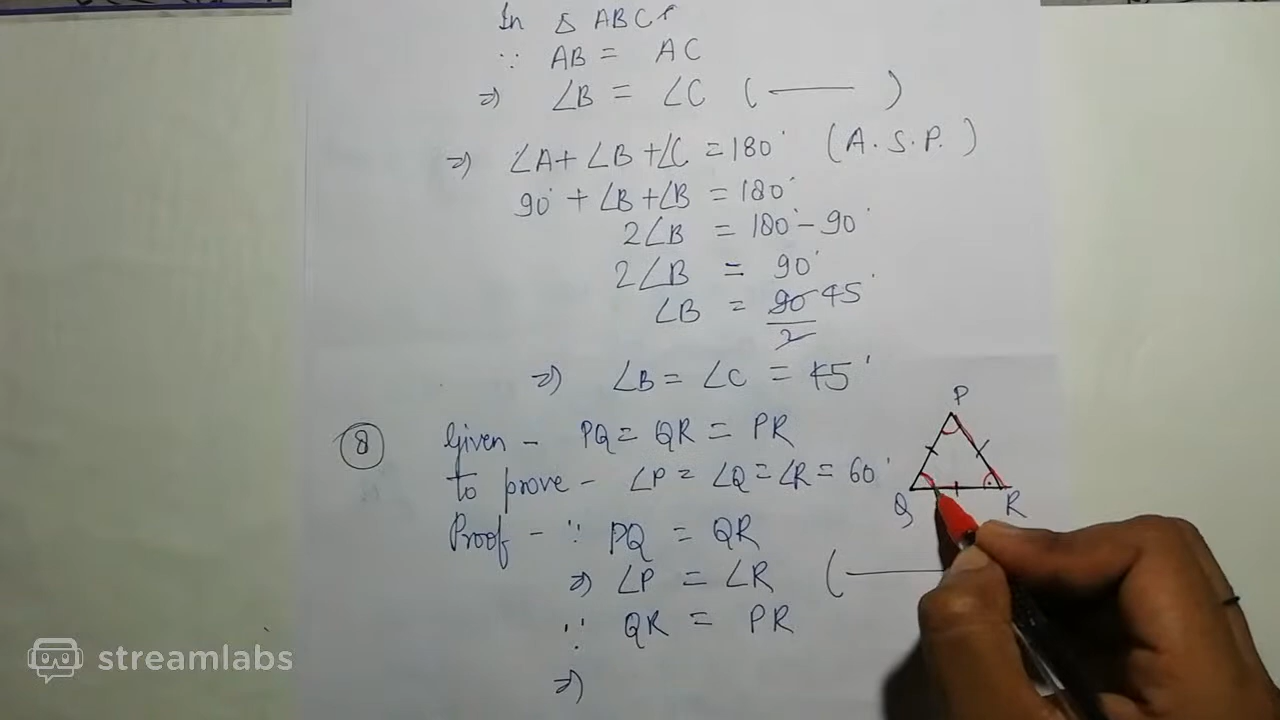 In Δ ABC,
∵ AB = AC
⇒ ∠B = ∠C ( —— )
⇒ ∠A + ∠B + ∠C = 180° (A.S.P.)
90° + ∠B + ∠B = 180°
2∠B = 180° - 90°
2∠B = 90°
∠B = 90/2 45°
⇒ ∠B = ∠C = 45°
P
8 Given - PQ = QR = PR
to prove - ∠P = ∠Q = ∠R = 60°
Q R
Proof - ∵ PQ = QR
⇒ ∠P = ∠R ( ——
∵ QR = PR
⇒
streamlabs